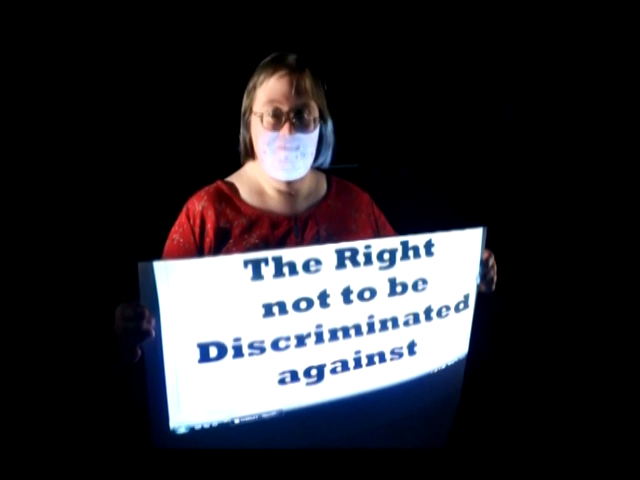 The Right
not to be
Discriminated
against